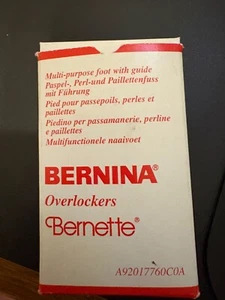 Multi-purpose foot with guide
Paspel-, Perl-und Paillettenfuss
mit Führung
Pied pour passepoils, perles et
paillettes
Piedino per passamanerie, perline
e paillettes
Multifunctionele naaivoet
BERNINA®
Overlockers
Bernette®
A92017760C0A